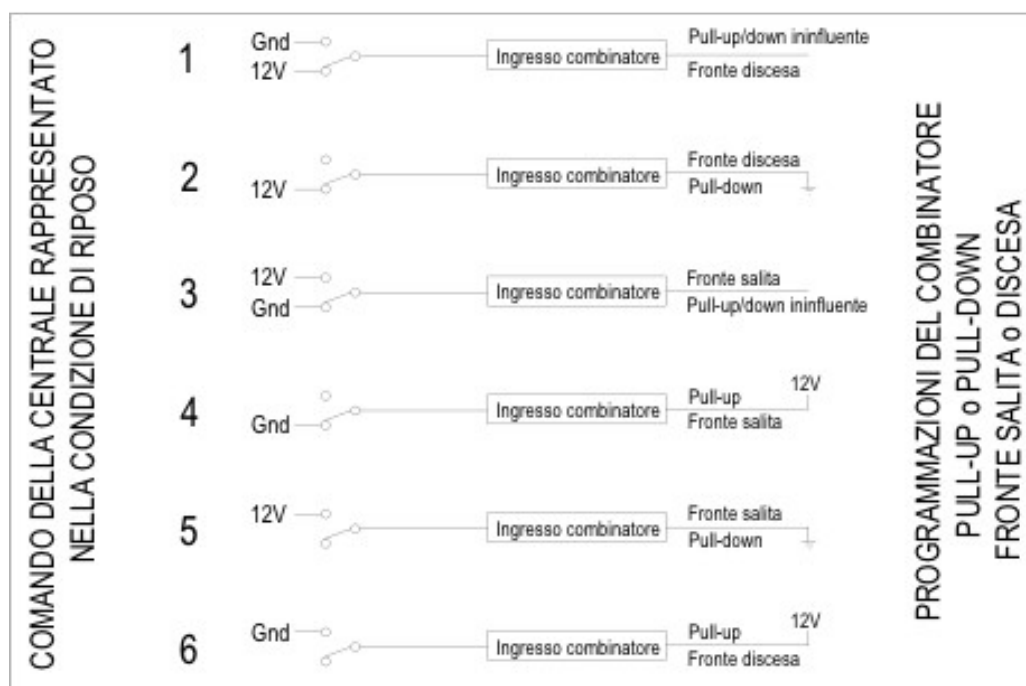 COMANDO DELLA CENTRALE RAPPRESENTATO
NELLA CONDIZIONE DI RIPOSO
1
Gnd
12V
Ingresso combinatore
Pull-up/down ininfluente
Fronte discesa
2
12V
Ingresso combinatore
Fronte discesa
Pull-down
3
12V
Gnd
Ingresso combinatore
Fronte salita
Pull-up/down ininfluente
4
Gnd
Ingresso combinatore
Pull-up
Fronte salita
12V
5
12V
Ingresso combinatore
Fronte salita
Pull-down
6
Gnd
Ingresso combinatore
Pull-up
Fronte discesa
12V
PROGRAMMAZIONI DEL COMBINATORE
PULL-UP o PULL-DOWN
FRONTE SALITA o DISCESA